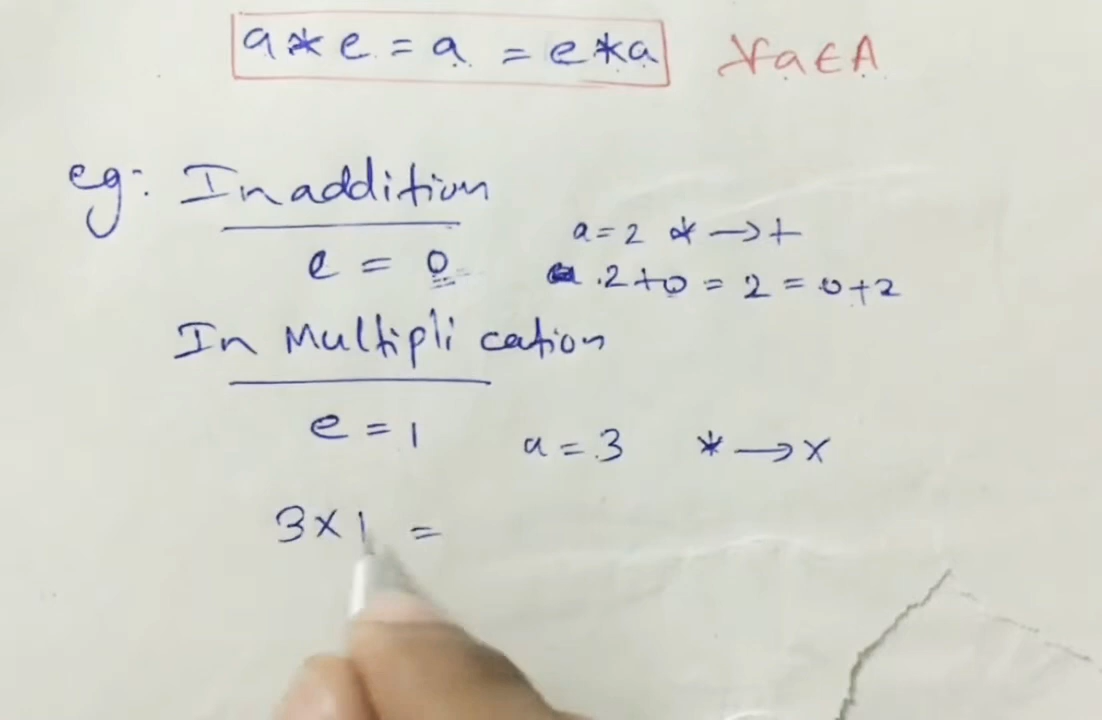 a * e = a = e * a ∀a∈A
eg: In addition
e = 0 a = 2 * → +
.2+0 = 2 = 0+2
In Multiplication
e = 1 a = 3 * → ×
3 × 1 =